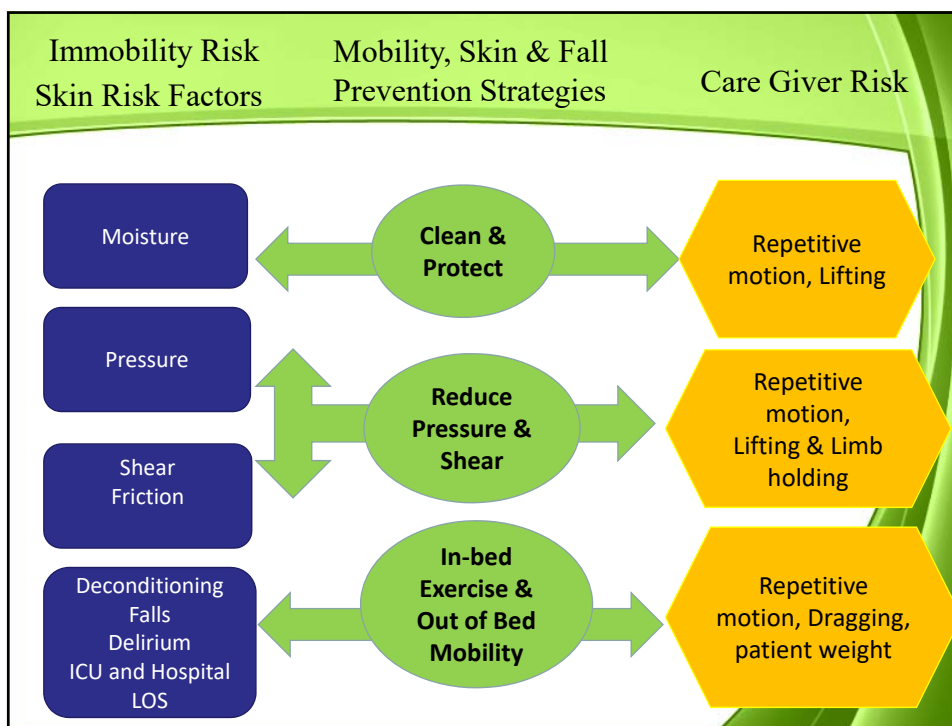 Immobility Risk
Skin Risk Factors
Mobility, Skin & Fall
Prevention Strategies
Care Giver Risk
Moisture
Clean &
Protect
Repetitive
motion, Lifting
Pressure
Shear
Friction
Reduce
Pressure &
Shear
Repetitive
motion,
Lifting & Limb
holding
Deconditioning
Falls
Delirium
ICU and Hospital
LOS
In-bed
Exercise &
Out of Bed
Mobility
Repetitive
motion, Dragging,
patient weight